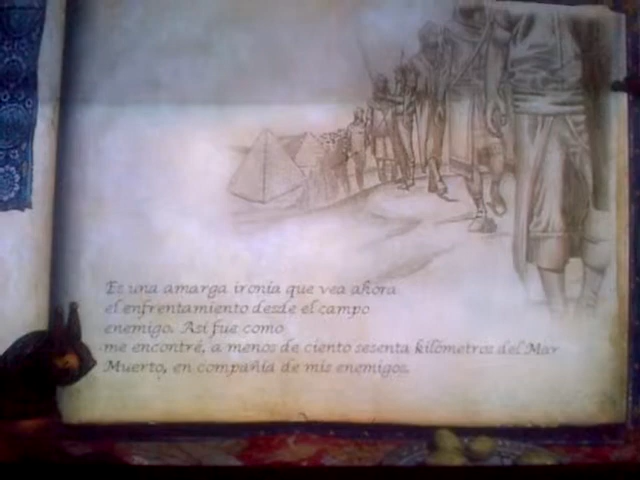 Es una amarga ironía que vea ahora
el enfrentamiento desde el campo
enemigo. Así fue como
me encontré, a menos de ciento sesenta kilómetros del Mar
Muerto, en compañía de mis enemigos.